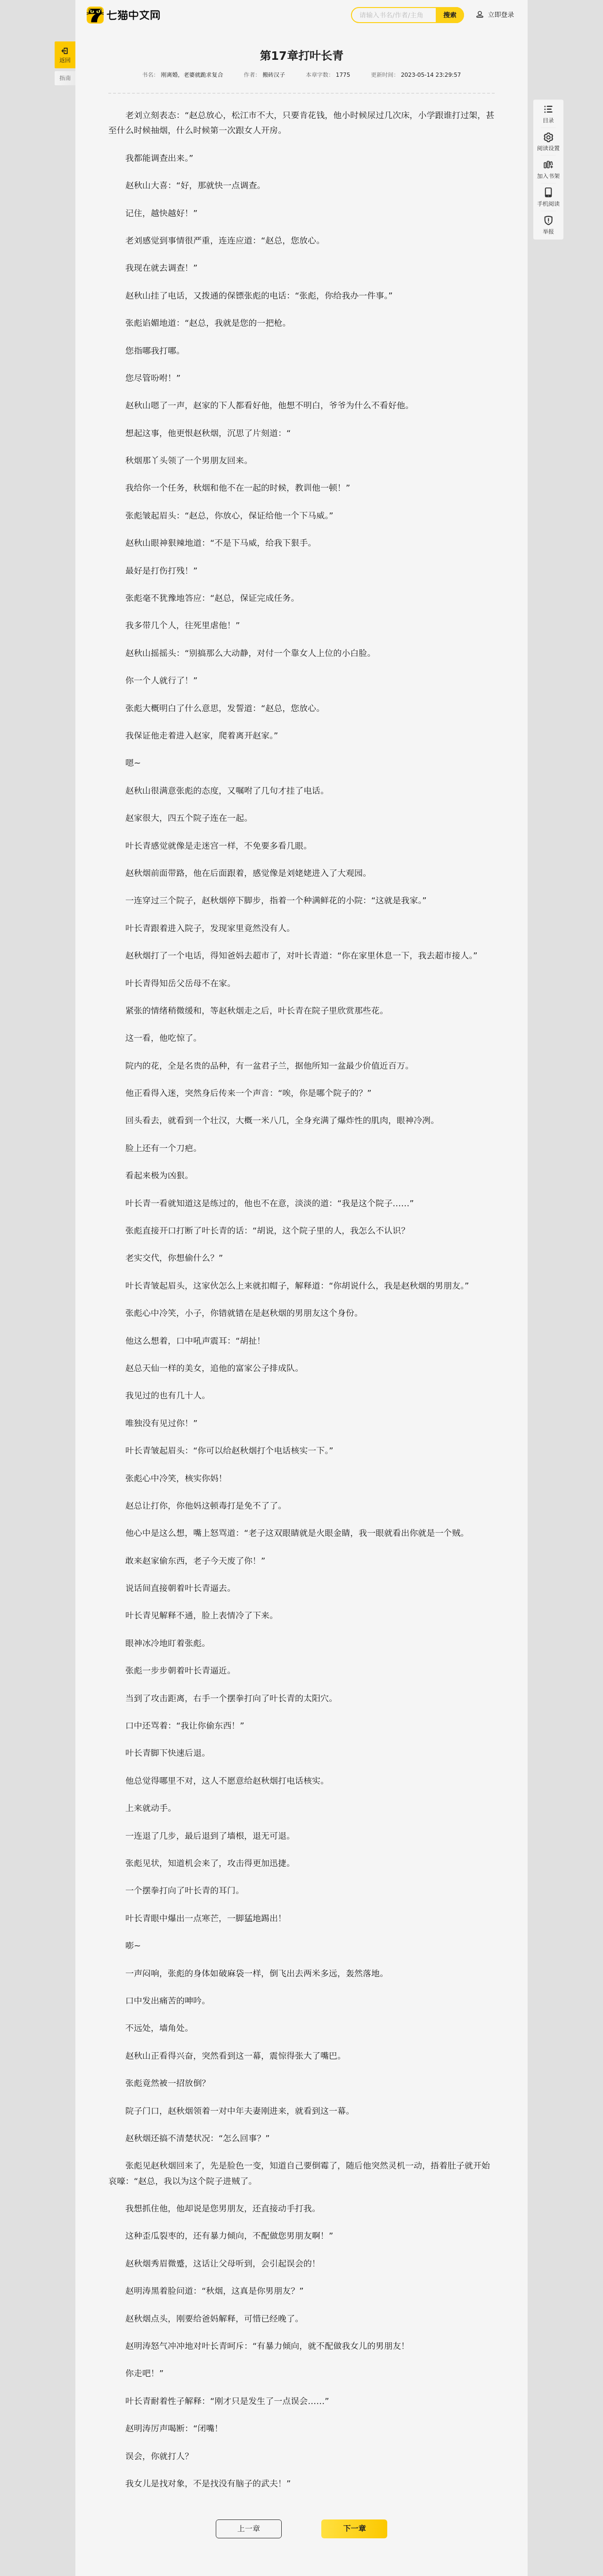 七猫中文网
请输入书名/作者/主角
搜索
立即登录
返回
指南
目录
阅读设置
加入书架
手机阅读
举报
第17章打叶长青
书名： 刚离婚，老婆就跪求复合 作者： 搬砖汉子 本章字数： 1775 更新时间： 2023-05-14 23:29:57
老刘立刻表态：“赵总放心，松江市不大，只要肯花钱，他小时候尿过几次床，小学跟谁打过架，甚
至什么时候抽烟，什么时候第一次跟女人开房。
我都能调查出来。”
赵秋山大喜：“好，那就快一点调查。
记住，越快越好！”
老刘感觉到事情很严重，连连应道：“赵总，您放心。
我现在就去调查！”
赵秋山挂了电话，又拨通的保镖张彪的电话：“张彪，你给我办一件事。”
张彪谄媚地道：“赵总，我就是您的一把枪。
您指哪我打哪。
您尽管吩咐！”
赵秋山嗯了一声，赵家的下人都看好他，他想不明白，爷爷为什么不看好他。
想起这事，他更恨赵秋烟，沉思了片刻道：“
秋烟那丫头领了一个男朋友回来。
我给你一个任务，秋烟和他不在一起的时候，教训他一顿！”
张彪皱起眉头：“赵总，你放心，保证给他一个下马威。”
赵秋山眼神狠辣地道：“不是下马威，给我下狠手。
最好是打伤打残！”
张彪毫不犹豫地答应：“赵总，保证完成任务。
我多带几个人，往死里虐他！”
赵秋山摇摇头：“别搞那么大动静，对付一个靠女人上位的小白脸。
你一个人就行了！”
张彪大概明白了什么意思，发誓道：“赵总，您放心。
我保证他走着进入赵家，爬着离开赵家。”
嗯~
赵秋山很满意张彪的态度，又嘱咐了几句才挂了电话。
赵家很大，四五个院子连在一起。
叶长青感觉就像是走迷宫一样，不免要多看几眼。
赵秋烟前面带路，他在后面跟着，感觉像是刘姥姥进入了大观园。
一连穿过三个院子，赵秋烟停下脚步，指着一个种满鲜花的小院：“这就是我家。”
叶长青跟着进入院子，发现家里竟然没有人。
赵秋烟打了一个电话，得知爸妈去超市了，对叶长青道：“你在家里休息一下，我去超市接人。”
叶长青得知岳父岳母不在家。
紧张的情绪稍微缓和，等赵秋烟走之后，叶长青在院子里欣赏那些花。
这一看，他吃惊了。
院内的花，全是名贵的品种，有一盆君子兰，据他所知一盆最少价值近百万。
他正看得入迷，突然身后传来一个声音：“唉，你是哪个院子的？”
回头看去，就看到一个壮汉，大概一米八几，全身充满了爆炸性的肌肉，眼神冷冽。
脸上还有一个刀疤。
看起来极为凶狠。
叶长青一看就知道这是练过的，他也不在意，淡淡的道：“我是这个院子……”
张彪直接开口打断了叶长青的话：“胡说，这个院子里的人，我怎么不认识？
老实交代，你想偷什么？”
叶长青皱起眉头，这家伙怎么上来就扣帽子，解释道：“你胡说什么，我是赵秋烟的男朋友。”
张彪心中冷笑，小子，你错就错在是赵秋烟的男朋友这个身份。
他这么想着，口中吼声震耳：“胡扯！
赵总天仙一样的美女，追他的富家公子排成队。
我见过的也有几十人。
唯独没有见过你！”
叶长青皱起眉头：“你可以给赵秋烟打个电话核实一下。”
张彪心中冷笑，核实你妈！
赵总让打你，你他妈这顿毒打是免不了了。
他心中是这么想，嘴上怒骂道：“老子这双眼睛就是火眼金睛，我一眼就看出你就是一个贼。
敢来赵家偷东西，老子今天废了你！”
说话间直接朝着叶长青逼去。
叶长青见解释不通，脸上表情冷了下来。
眼神冰冷地盯着张彪。
张彪一步步朝着叶长青逼近。
当到了攻击距离，右手一个摆拳打向了叶长青的太阳穴。
口中还骂着：“我让你偷东西！”
叶长青脚下快速后退。
他总觉得哪里不对，这人不愿意给赵秋烟打电话核实。
上来就动手。
一连退了几步，最后退到了墙根，退无可退。
张彪见状，知道机会来了，攻击得更加迅捷。
一个摆拳打向了叶长青的耳门。
叶长青眼中爆出一点寒芒，一脚猛地踢出！
嘭~
一声闷响，张彪的身体如破麻袋一样，倒飞出去两米多远，轰然落地。
口中发出痛苦的呻吟。
不远处，墙角处。
赵秋山正看得兴奋，突然看到这一幕，震惊得张大了嘴巴。
张彪竟然被一招放倒？
院子门口，赵秋烟领着一对中年夫妻刚进来，就看到这一幕。
赵秋烟还搞不清楚状况：“怎么回事？”
张彪见赵秋烟回来了，先是脸色一变，知道自己要倒霉了，随后他突然灵机一动，捂着肚子就开始
哀嚎：“赵总，我以为这个院子进贼了。
我想抓住他，他却说是您男朋友，还直接动手打我。
这种歪瓜裂枣的，还有暴力倾向，不配做您男朋友啊！”
赵秋烟秀眉微蹙，这话让父母听到，会引起误会的！
赵明涛黑着脸问道：“秋烟，这真是你男朋友？”
赵秋烟点头，刚要给爸妈解释，可惜已经晚了。
赵明涛怒气冲冲地对叶长青呵斥：“有暴力倾向，就不配做我女儿的男朋友！
你走吧！”
叶长青耐着性子解释：“刚才只是发生了一点误会……”
赵明涛厉声喝断：“闭嘴！
误会，你就打人？
我女儿是找对象，不是找没有脑子的武夫！”
上一章
下一章